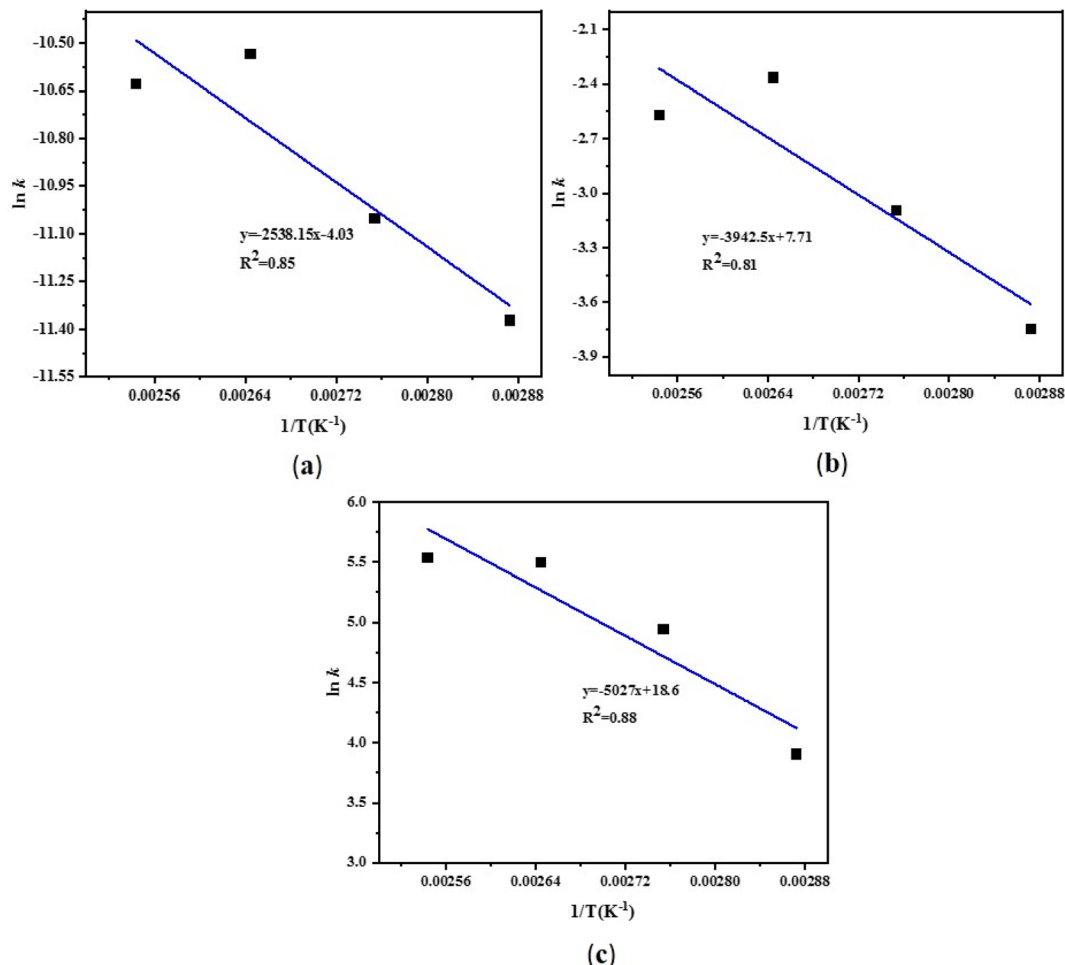 -10.50
-10.65
-10.80
-10.95
-11.10
-11.25
-11.40
-11.55
ln k
y=-2538.15x-4.03
R²=0.85
0.00256 0.00264 0.00272 0.00280 0.00288
1/T(K⁻¹)
(a)
-2.1
-2.4
-2.7
-3.0
-3.3
-3.6
-3.9
ln k
y=-3942.5x+7.71
R²=0.81
0.00256 0.00264 0.00272 0.00280 0.00288
1/T(K⁻¹)
(b)
6.0
5.5
5.0
4.5
4.0
3.5
3.0
ln k
y=-5027x+18.6
R²=0.88
0.00256 0.00264 0.00272 0.00280 0.00288
1/T(K⁻¹)
(c)